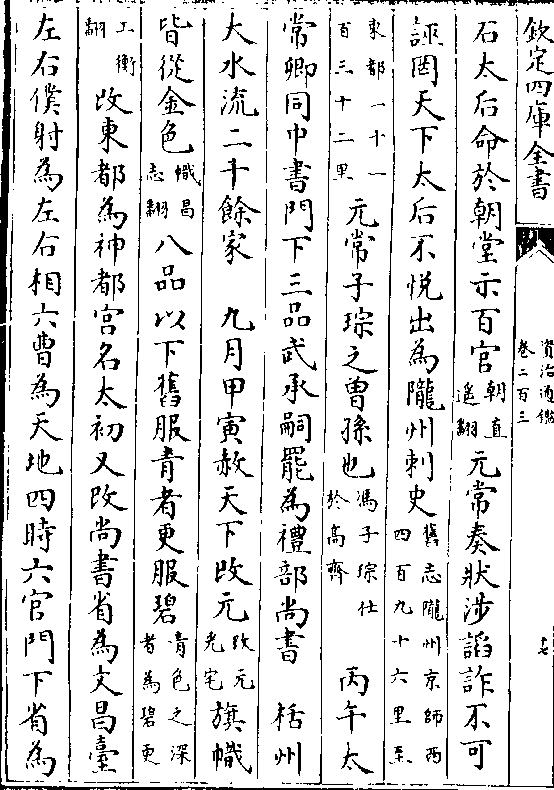 欽定四庫全書
資治通鑑
卷二百三
石太后命於朝堂示百官朝直遙翻元常奏狀涉諂詐不可
誣罔天下太后不悅出為隴州刺史舊志隴州京師西四百九十六里至
東都一十一百三十二里元常子琮之曾孫也馮子琮仕於高齊丙午太
常卿同中書門下三品武承嗣罷為禮部尚書 栝州
大水流二千餘家 九月甲寅赦天下改元改元光宅旗幟
皆從金色幟昌志翻八品以下舊服青者更服碧青色之深者為碧更
工衡翻改東都為神都宮名太初又改尚書省為文昌臺
左右僕射為左右相六曹為天地四時六官門下省為